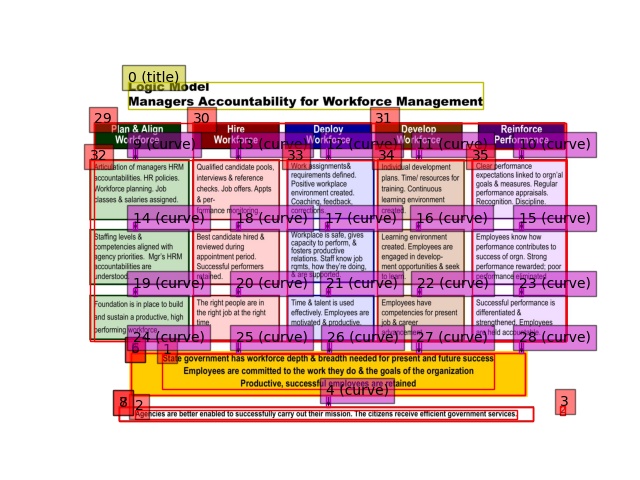 0 (title)
Logic Model
Managers Accountability for Workforce Management
29
30
31
Plan & Align
Workforce
Hire
Workforce
Deploy
Workforce
Develop
Workforce
Reinforce
Performance
32
33
34
35
Articulation of managers HRM
accountabilities. HR policies.
Workforce planning. Job
classes & salaries assigned.
Qualified candidate pools,
interviews & reference
checks. Job offers. Appts
& per-
formance monitoring.
Work assignments&
requirements defined.
Positive workplace
environment created.
Coaching, feedback,
corrections.
Individual development
plans. Time/ resources for
training. Continuous
learning environment
created.
Clear performance
expectations linked to orgn'al
goals & measures. Regular
performance appraisals.
Recognition. Discipline.
14 (curve)
18 (curve)
17 (curve)
16 (curve)
15 (curve)
Staffing levels &
competencies aligned with
agency priorities. Mgr's HRM
accountabilities are
understood.
Best candidate hired &
reviewed during
appointment period.
Successful performers
retained.
Workplace is safe, gives
capacity to perform, &
fosters productive
relations. Staff know job
rqmts, how they're doing,
& are supported.
Learning environment
created. Employees are
engaged in develop-
ment opportunities & seek
to learn.
Employees know how
performance contributes to
success of orgn. Strong
performance rewarded; poor
performance eliminated.
19 (curve)
20 (curve)
21 (curve)
22 (curve)
23 (curve)
Foundation is in place to build
and sustain a productive, high
performing workforce.
The right people are in
the right job at the right
time.
Time & talent is used
effectively. Employees are
motivated & productive.
Employees have
competencies for present
job & career
advancement.
Successful performance is
differentiated &
strengthened. Employees
are held accountable.
24 (curve)
25 (curve)
26 (curve)
27 (curve)
28 (curve)
State government has workforce depth & breadth needed for present and future success
Employees are committed to the work they do & the goals of the organization
Productive, successful employees are retained
4 (curve)
2
3
Agencies are better enabled to successfully carry out their mission. The citizens receive efficient government services.